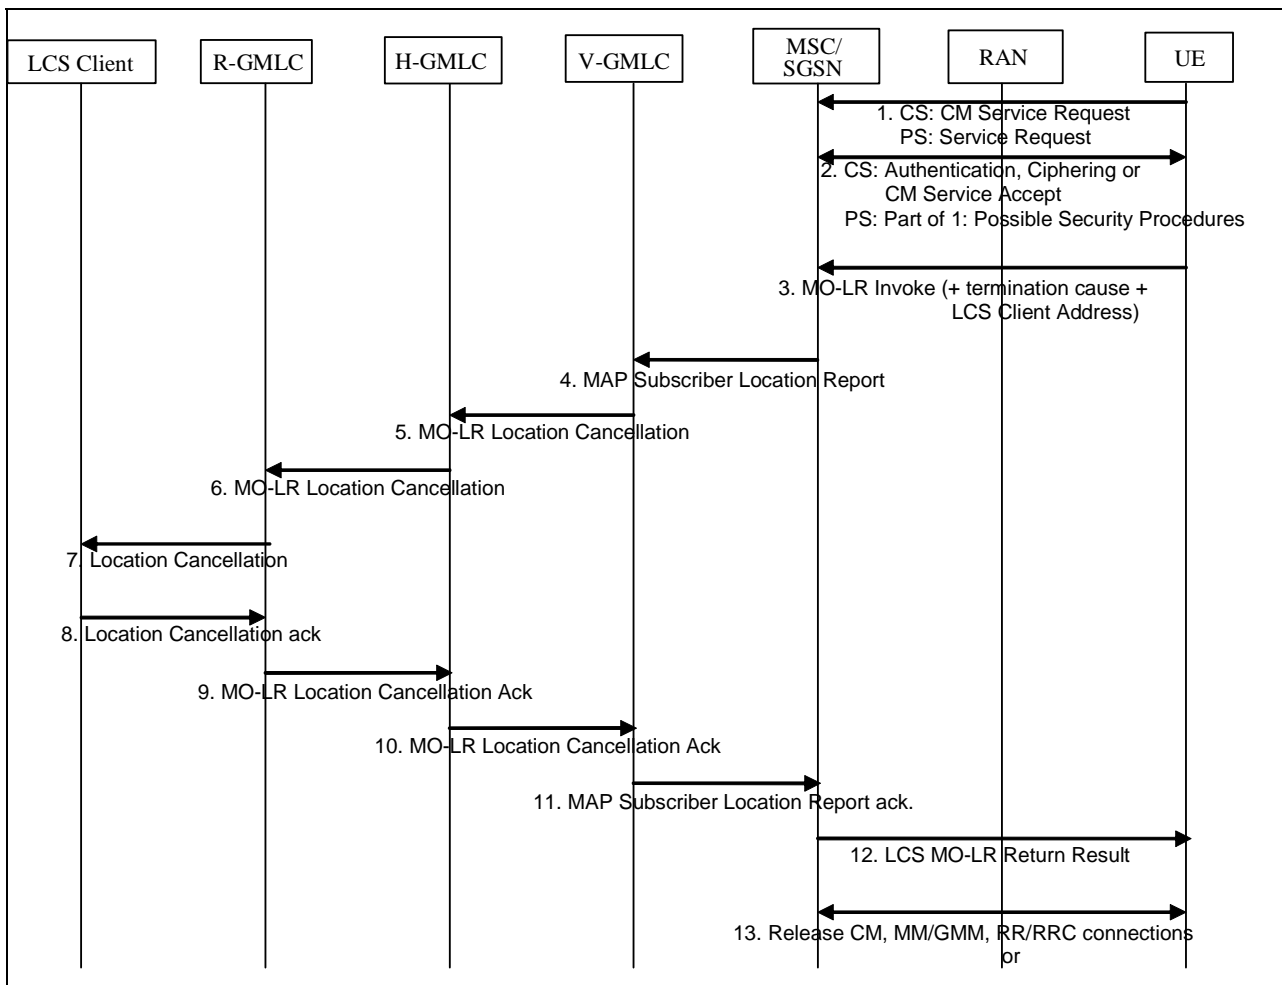 LCS Client
R-GMLC
H-GMLC
V-GMLC
MSC/
SGSN
RAN
UE
1. CS: CM Service Request
PS: Service Request
2. CS: Authentication, Ciphering or
CM Service Accept
PS: Part of 1: Possible Security Procedures
3. MO-LR Invoke (+ termination cause +
LCS Client Address)
4. MAP Subscriber Location Report
5. MO-LR Location Cancellation
6. MO-LR Location Cancellation
7. Location Cancellation
8. Location Cancellation ack
9. MO-LR Location Cancellation Ack
10. MO-LR Location Cancellation Ack
11. MAP Subscriber Location Report ack.
12. LCS MO-LR Return Result
13. Release CM, MM/GMM, RR/RRC connections
or